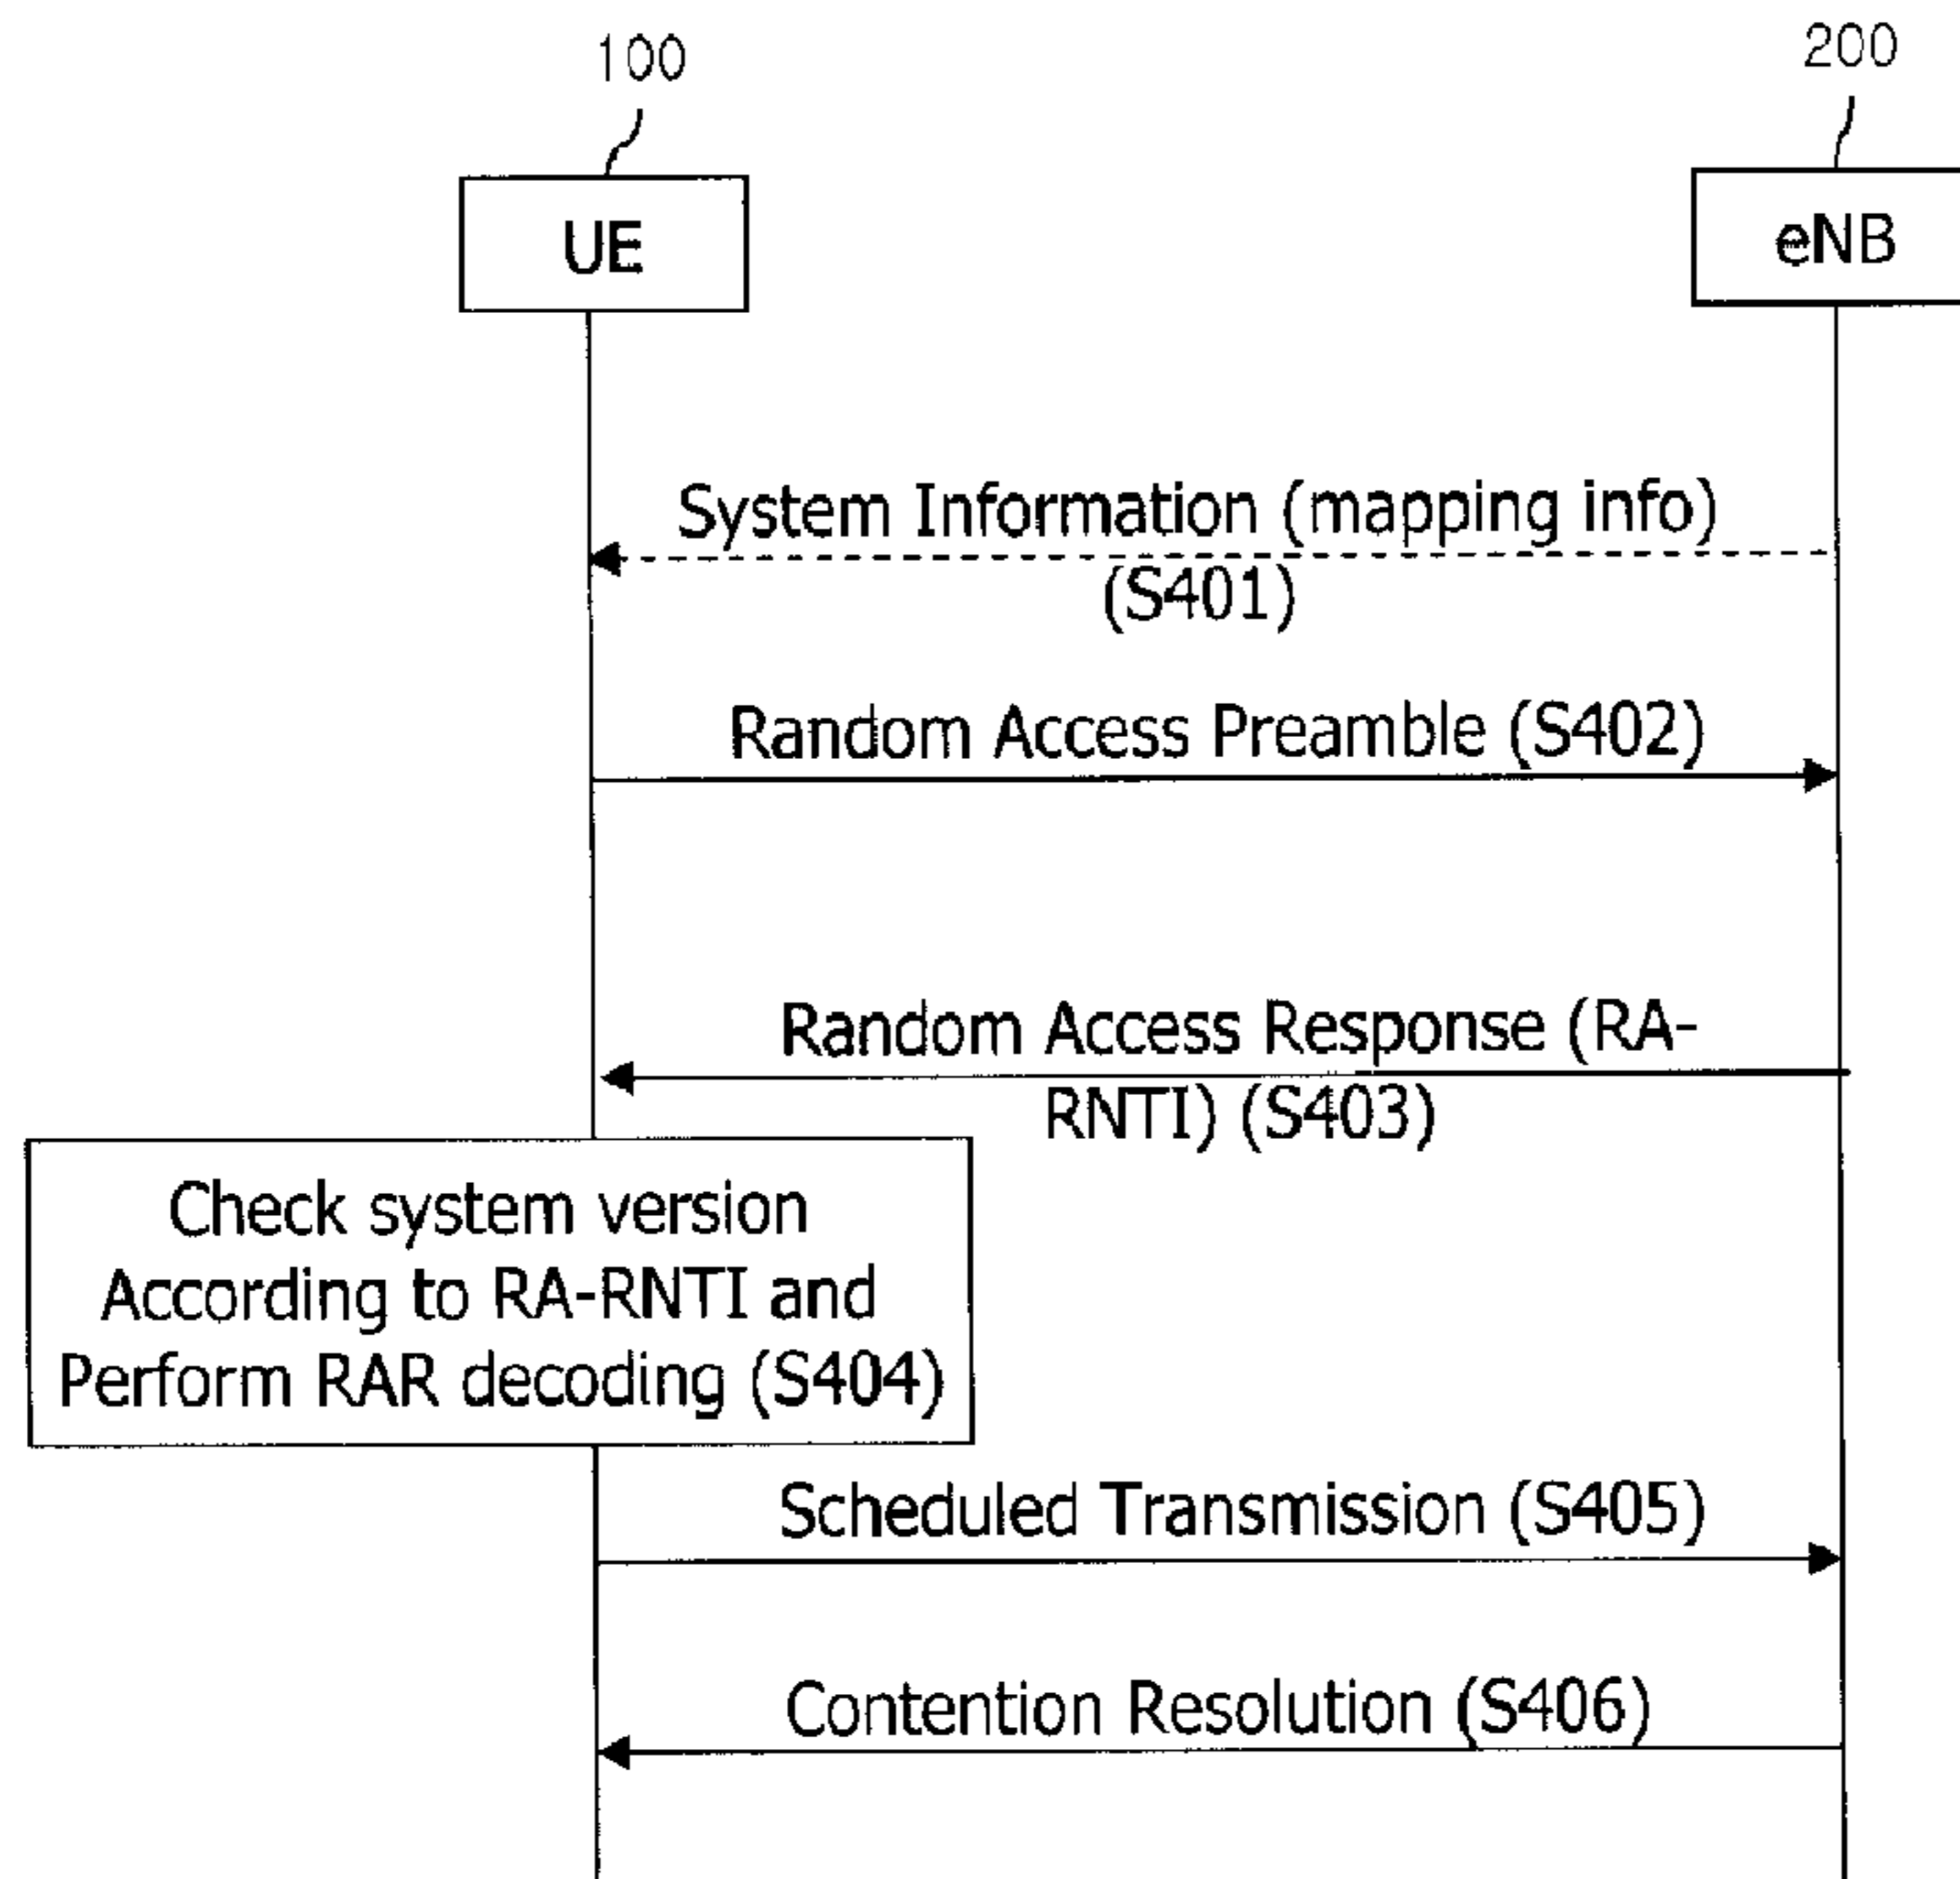 100
200
UE
eNB
System Information (mapping info)
(S401)
Random Access Preamble (S402)
Random Access Response (RA-
RNTI) (S403)
Check system version
According to RA-RNTI and
Perform RAR decoding (S404)
Scheduled Transmission (S405)
Contention Resolution (S406)